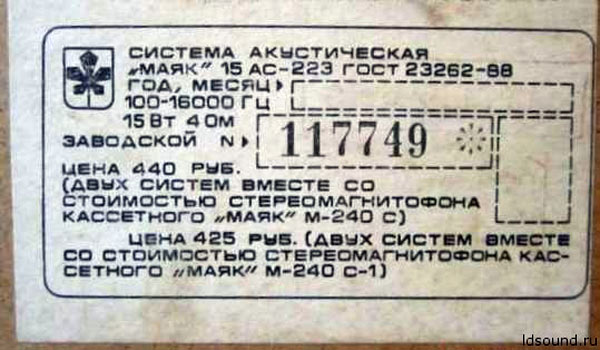 СИСТЕМА АКУСТИЧЕСКАЯ
„МАЯК” 15 АС-223 ГОСТ 23262-88
ГОД, МЕСЯЦ
100-16000 ГЦ
15 ВТ 4 ОМ
ЗАВОДСКОЙ N 117749
ЦЕНА 440 РУБ.
(ДВУХ СИСТЕМ ВМЕСТЕ СО
СТОИМОСТЬЮ СТЕРЕОМАГНИТОФОНА
КАССЕТНОГО „МАЯК” М-240 С)
ЦЕНА 425 РУБ. (ДВУХ СИСТЕМ ВМЕСТЕ
СО СТОИМОСТЬЮ СТЕРЕОМАГНИТОФОНА КАС-
СЕТНОГО „МАЯК” М-240 С-1)
ldsound.ru